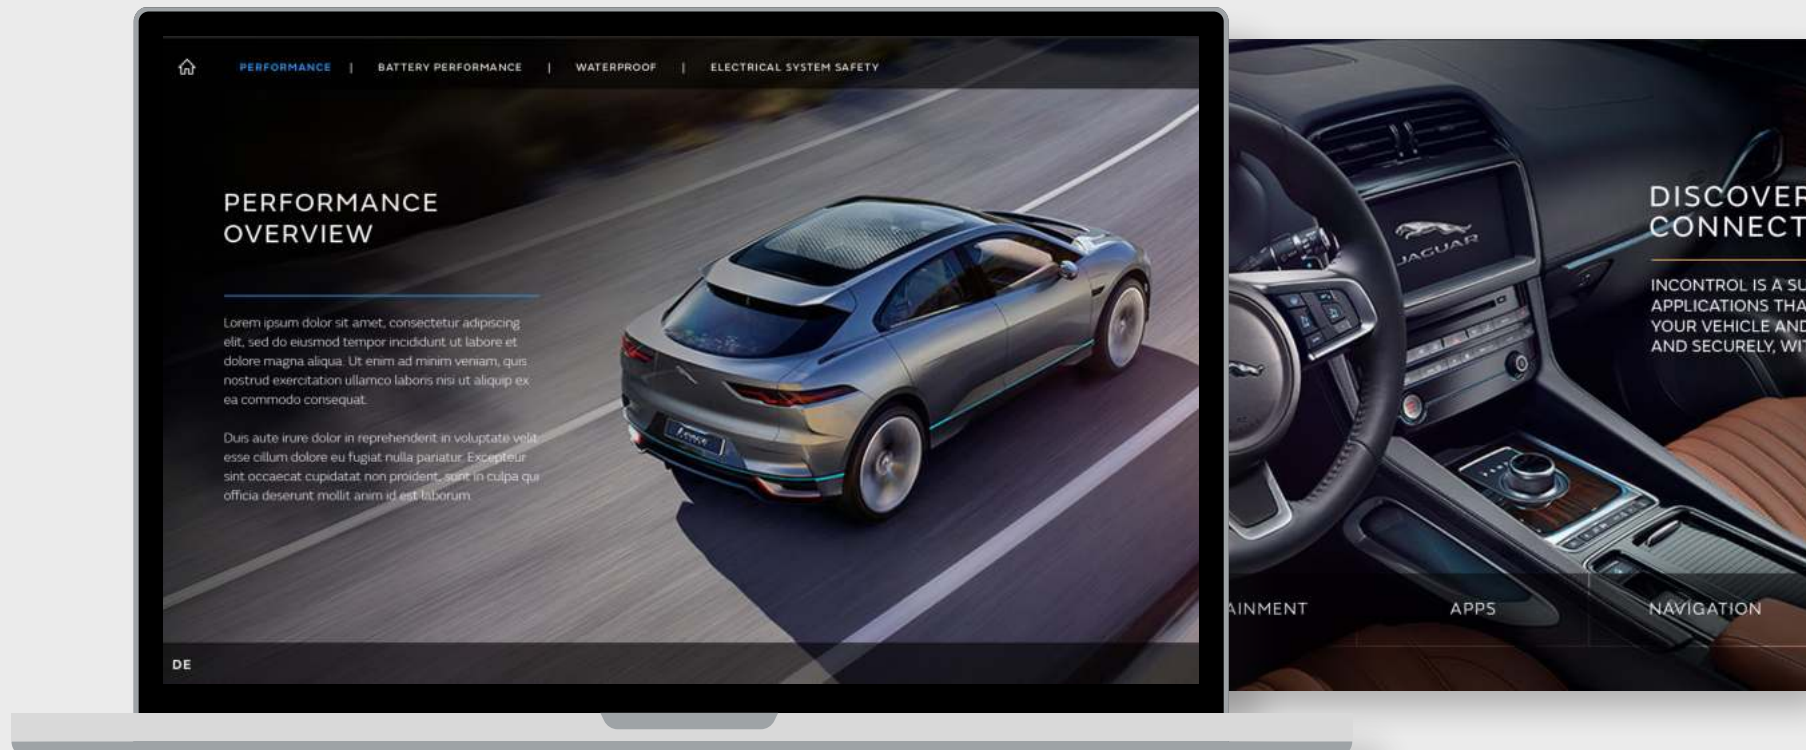 PERFORMANCE | BATTERY PERFORMANCE | WATERPROOF | ELECTRICAL SYSTEM SAFETY
PERFORMANCE
OVERVIEW
Lorem ipsum dolor sit amet, consectetur adipiscing
elit, sed do eiusmod tempor incididunt ut labore et
dolore magna aliqua. Ut enim ad minim veniam, quis
nostrud exercitation ullamco laboris nisi ut aliquip ex
ea commodo consequat.
Duis aute irure dolor in reprehenderit in voluptate velit
esse cillum dolore eu fugiat nulla pariatur. Excepteur
sint occaecat cupidatat non proident, sunt in culpa qui
officia deserunt mollit anim id est laborum.
DE
JAGUAR
DISCOVER
CONNECT
INCONTROL IS A SU
APPLICATIONS THA
YOUR VEHICLE AND
AND SECURELY, WIT
AINMENT
APPS
NAVIGATION